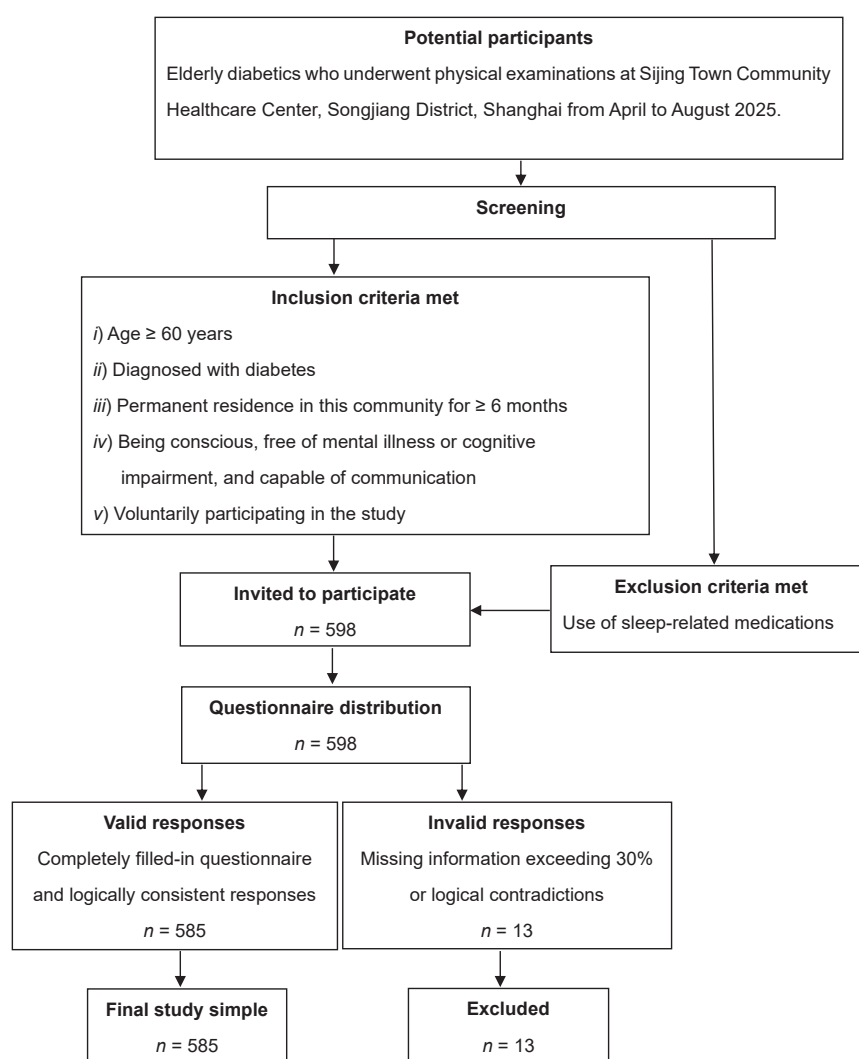 Potential participants
Elderly diabetics who underwent physical examinations at Sijing Town Community
Healthcare Center, Songjiang District, Shanghai from April to August 2025.
Screening
Inclusion criteria met
i) Age ≥ 60 years
ii) Diagnosed with diabetes
iii) Permanent residence in this community for ≥ 6 months
iv) Being conscious, free of mental illness or cognitive
impairment, and capable of communication
v) Voluntarily participating in the study
Invited to participate
n = 598
Exclusion criteria met
Use of sleep-related medications
Questionnaire distribution
n = 598
Valid responses
Completely filled-in questionnaire
and logically consistent responses
n = 585
Invalid responses
Missing information exceeding 30%
or logical contradictions
n = 13
Final study simple
n = 585
Excluded
n = 13